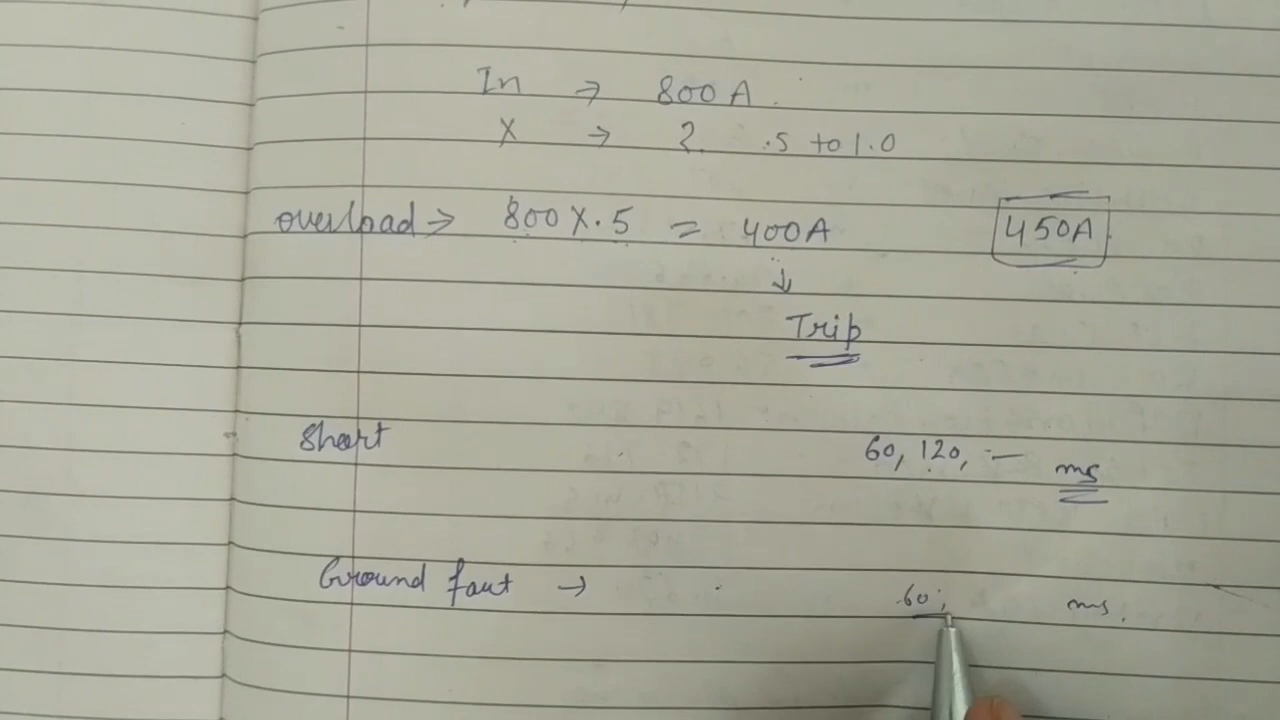 In → 800A.
X → 2. .5 to 1.0
overload → 800X.5 = 400A 450A
↓
Trip
Short 60, 120, — ms
Ground faut → 60, ms.